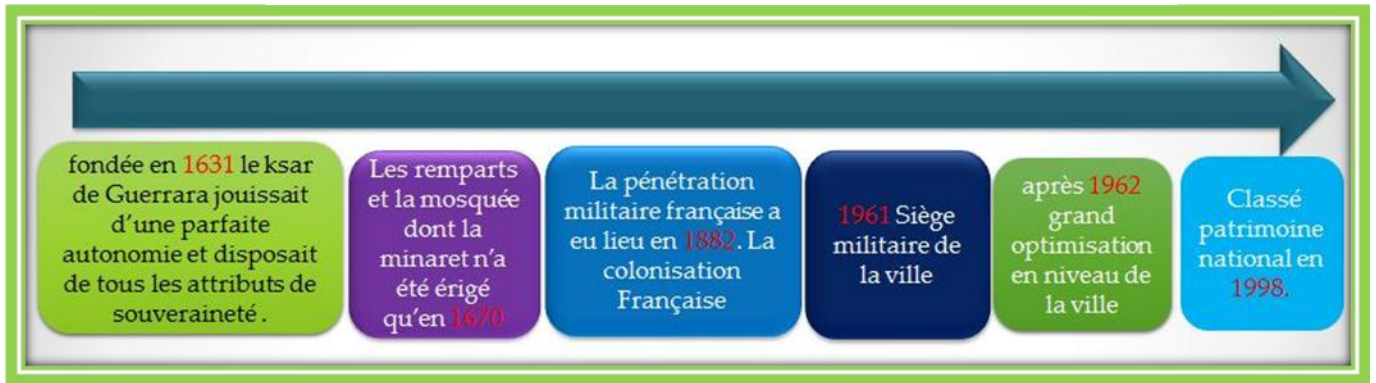 fondée en 1631 le ksar
de Guerrara jouissait
d'une parfaite
autonomie et disposait
de tous les attributs de
souveraineté .
Les remparts
et la mosquée
dont la
minaret n'a
été érigé
qu'en 1670
La pénétration
militaire française a
eu lieu en 1882. La
colonisation
Française
1961 Siège
militaire de
la ville
après 1962
grand
optimisation
en niveau de
la ville
Classé
patrimoine
national en
1998.